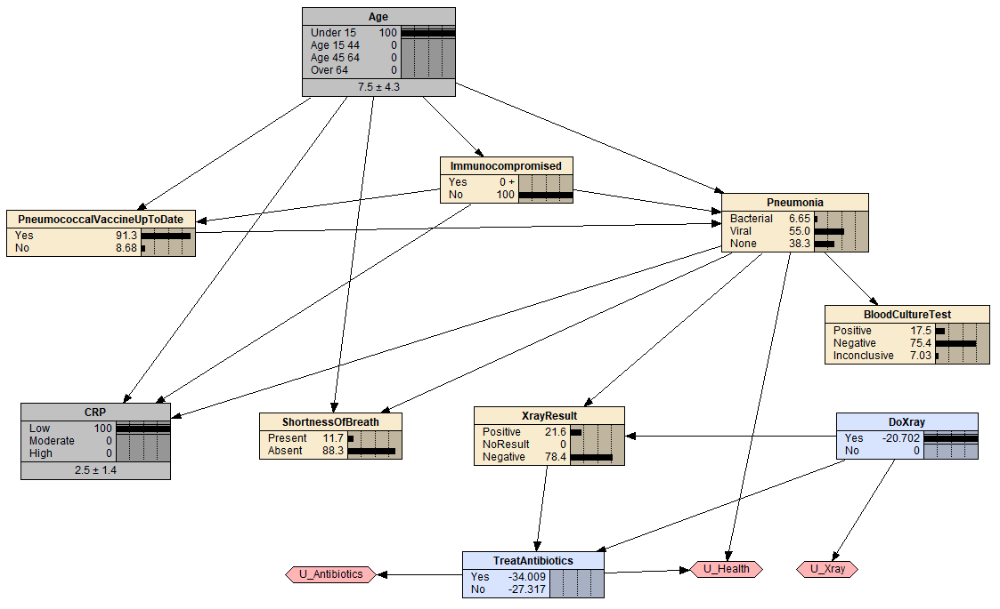 Age
Under 15 100
Age 15 44 0
Age 45 64 0
Over 64 0
7.5 ± 4.3
Immunocompromised
Yes 0 +
No 100
Pneumonia
Bacterial 6.65
Viral 55.0
None 38.3
PneumococcalVaccineUpToDate
Yes 91.3
No 8.68
BloodCultureTest
Positive 17.5
Negative 75.4
Inconclusive 7.03
CRP
Low 100
Moderate 0
High 0
2.5 ± 1.4
ShortnessOfBreath
Present 11.7
Absent 88.3
XrayResult
Positive 21.6
NoResult 0
Negative 78.4
DoXray
Yes -20.702
No 0
TreatAntibiotics
Yes -34.009
No -27.317
U_Antibiotics
U_Health
U_Xray